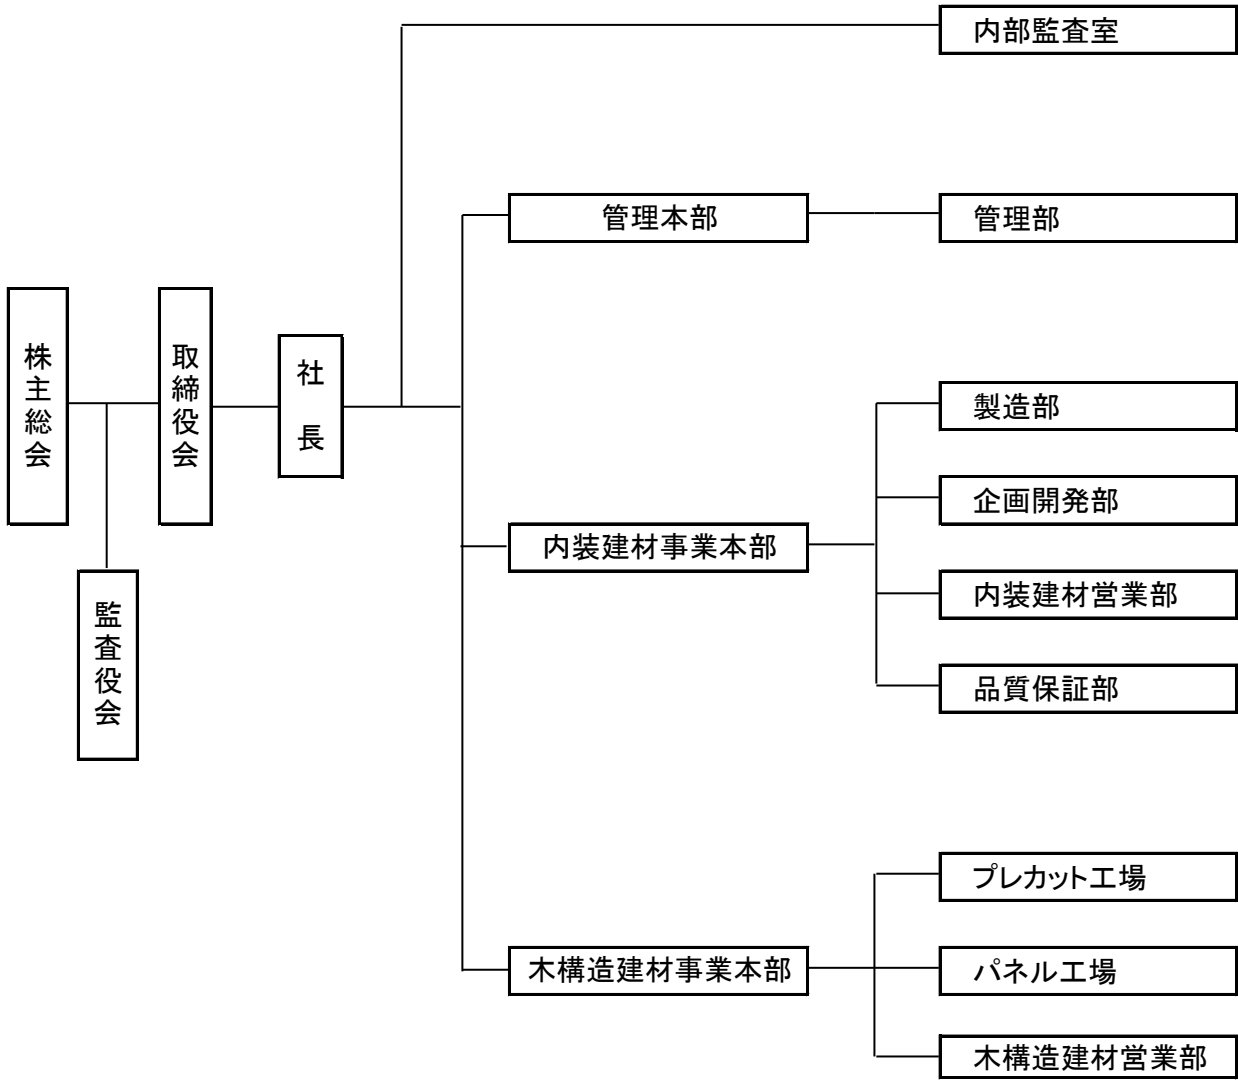 内部監査室
管理本部
管理部
株主総会
取締役会
社長
監査役会
製造部
企画開発部
内装建材事業本部
内装建材営業部
品質保証部
プレカット工場
木構造建材事業本部
パネル工場
木構造建材営業部